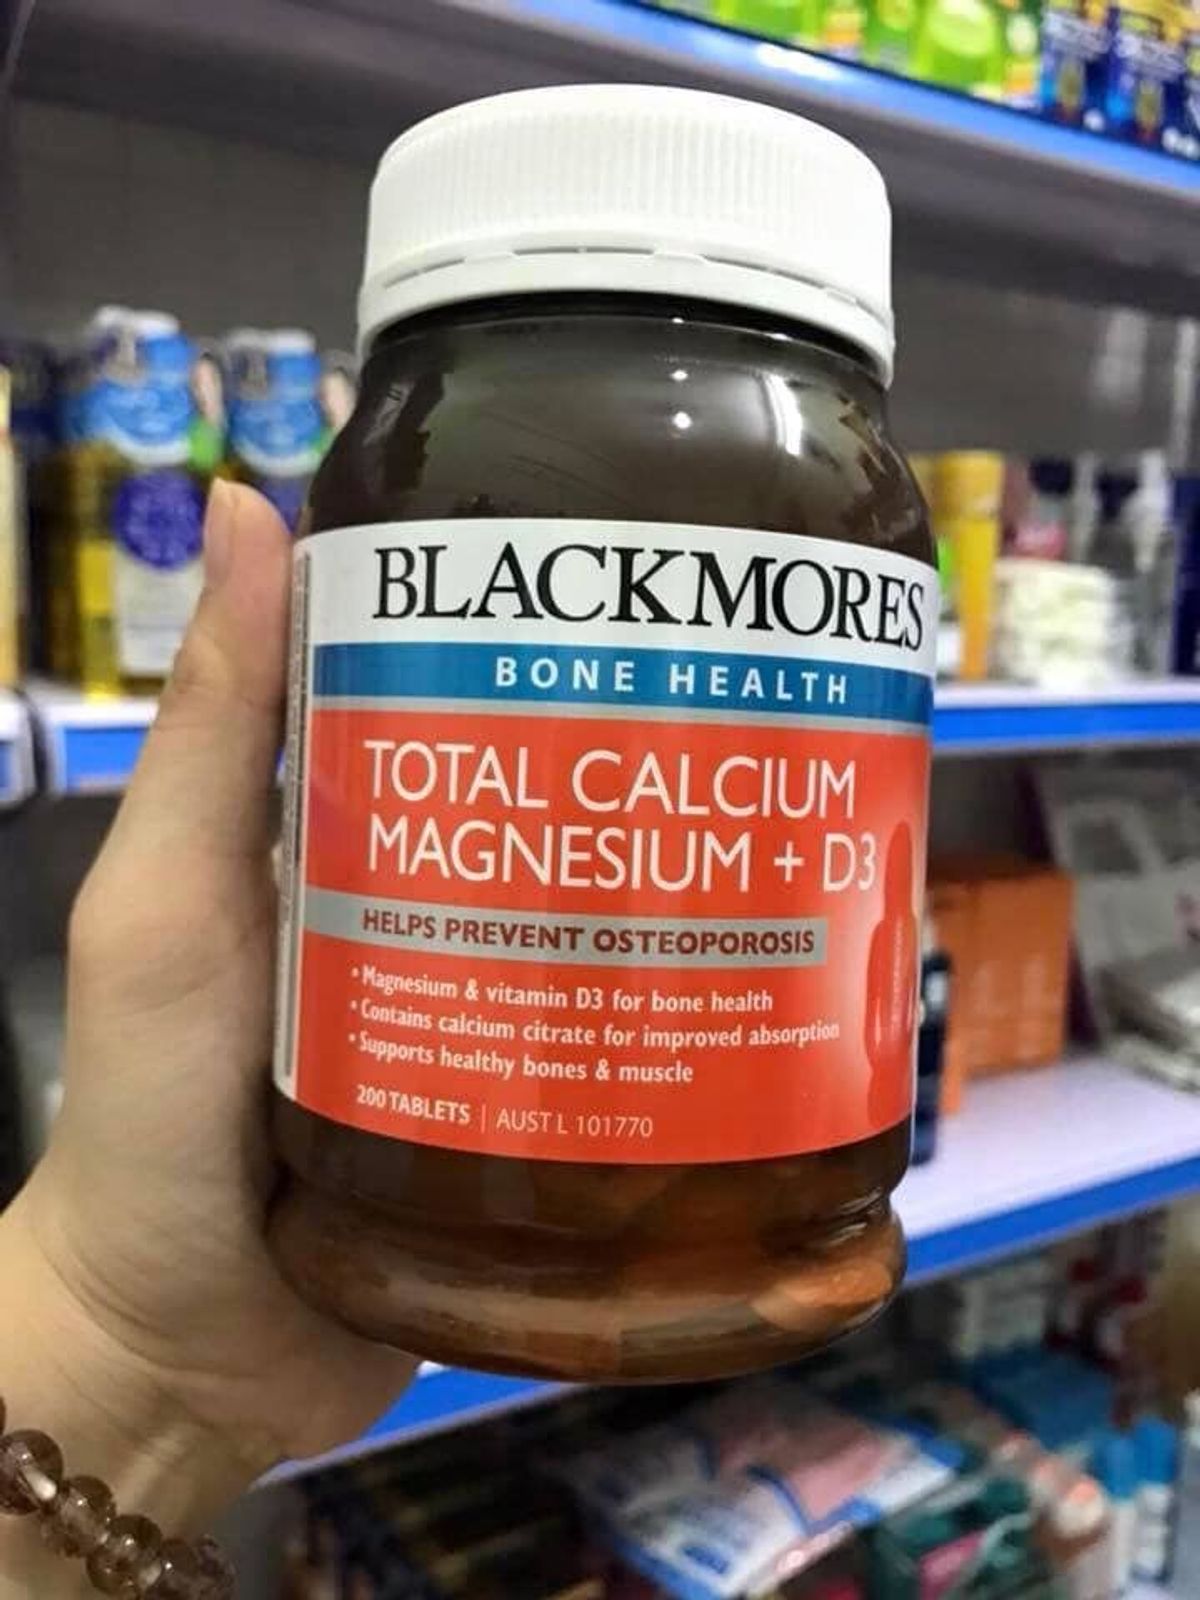 BLACKMORES
BONE HEALTH
TOTAL CALCIUM
MAGNESIUM + D3
HELPS PREVENT OSTEOPOROSIS
• Magnesium & vitamin D3 for bone health
• Contains calcium citrate for improved absorption
• Supports healthy bones & muscle
200 TABLETS | AUST L 101770